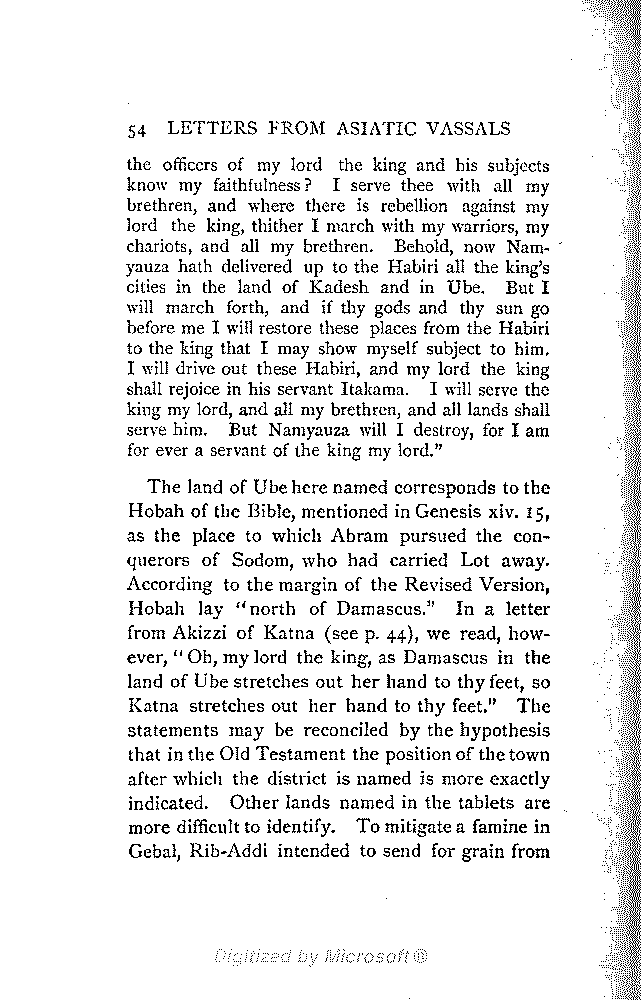 54 LETTERS FROM ASIATIC VASSALS
the officers of my lord the king and his subjects
know my faithfulness? I serve thee with all my
brethren, and where there is rebellion against my
lord the king, thither I march with my warriors, my
chariots, and all my brethren. Behold, now Nam-
yauza hath delivered up to the Habiri all the king's
cities in the land of Kadesh and in Ube. But I
will march forth, and if thy gods and thy sun go
before me I will restore these places from the Habiri
to the king that I may show myself subject to him.
I will drive out these Habiri, and my lord the king
shall rejoice in his servant Itakama. I will serve the
king my lord, and all my brethren, and all lands shall
serve him. But Namyauza will I destroy, for I am
for ever a servant of the king my lord."
The land of Ube here named corresponds to the
Hobah of the Bible, mentioned in Genesis xiv. 15,
as the place to which Abram pursued the con-
querors of Sodom, who had carried Lot away.
According to the margin of the Revised Version,
Hobah lay "north of Damascus." In a letter
from Akizzi of Katna (see p. 44), we read, how-
ever, "Oh, my lord the king, as Damascus in the
land of Ube stretches out her hand to thy feet, so
Katna stretches out her hand to thy feet." The
statements may be reconciled by the hypothesis
that in the Old Testament the position of the town
after which the district is named is more exactly
indicated. Other lands named in the tablets are
more difficult to identify. To mitigate a famine in
Gebal, Rib-Addi intended to send for grain from
Digitized by Microsoft ®